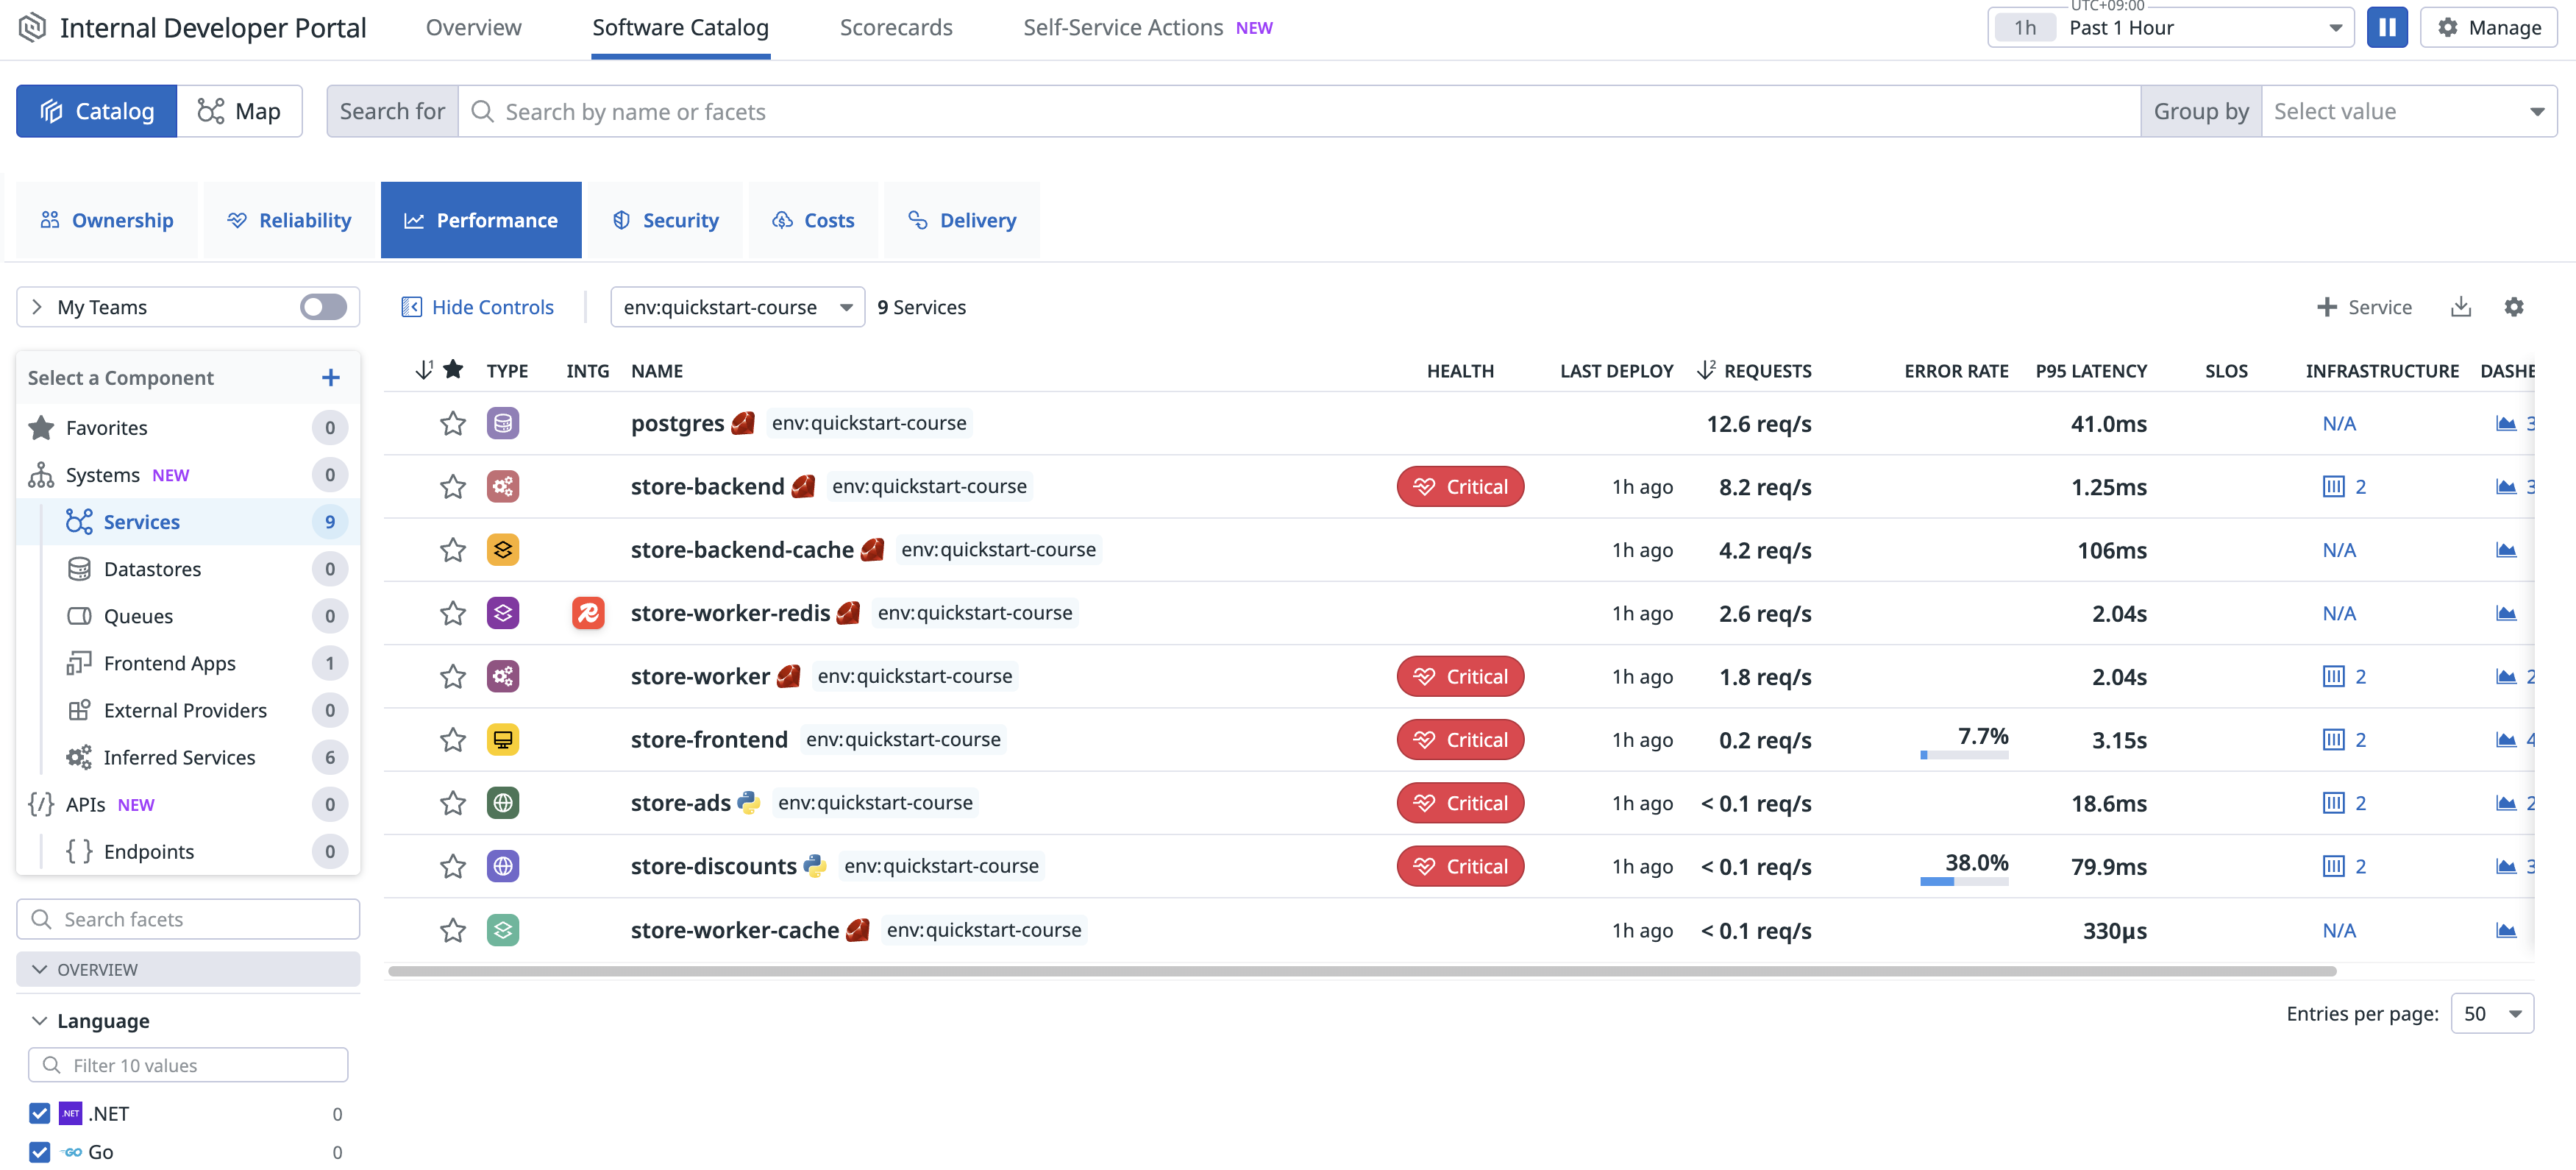 UTC+09:00
Internal Developer Portal Overview Software Catalog Scorecards Self-Service Actions NEW 1h Past 1 Hour Manage
Catalog Map Search for Search by name or facets Group by Select value
Ownership Reliability Performance Security Costs Delivery
My Teams Hide Controls env:quickstart-course 9 Services Service
Select a Component
Favorites 0
Systems NEW 0
Services 9
Datastores 0
Queues 0
Frontend Apps 1
External Providers 0
Inferred Services 6
APIs NEW 0
Endpoints 0
Search facets
OVERVIEW
Language
Filter 10 values
.NET .NET 0
GO Go 0
1 TYPE INTG NAME HEALTH LAST DEPLOY 2 REQUESTS ERROR RATE P95 LATENCY SLOS INFRASTRUCTURE DASHE
postgres env:quickstart-course 12.6 req/s 41.0ms N/A 3
store-backend env:quickstart-course Critical 1h ago 8.2 req/s 1.25ms 2 3
store-backend-cache env:quickstart-course 1h ago 4.2 req/s 106ms N/A
store-worker-redis env:quickstart-course 1h ago 2.6 req/s 2.04s N/A
store-worker env:quickstart-course Critical 1h ago 1.8 req/s 2.04s 2 2
store-frontend env:quickstart-course Critical 1h ago 0.2 req/s 7.7% 3.15s 2 4
store-ads env:quickstart-course Critical 1h ago < 0.1 req/s 18.6ms 2 2
store-discounts env:quickstart-course Critical 1h ago < 0.1 req/s 38.0% 79.9ms 2 3
store-worker-cache env:quickstart-course 1h ago < 0.1 req/s 330µs N/A
Entries per page: 50